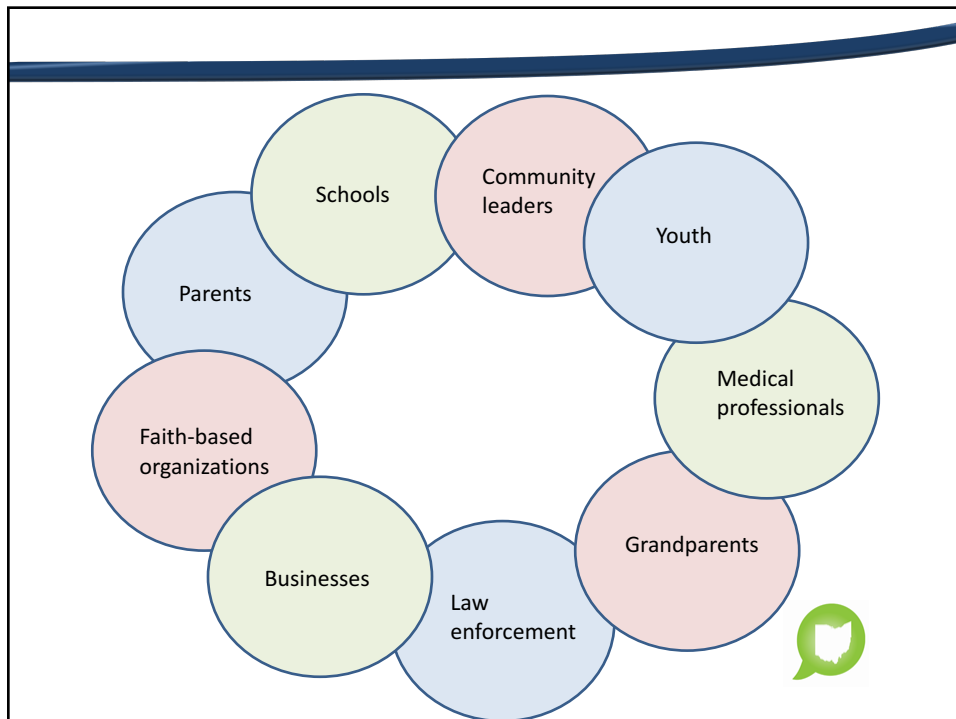 Schools
Community
leaders
Youth
Parents
Medical
professionals
Faith-based
organizations
Grandparents
Businesses
Law
enforcement